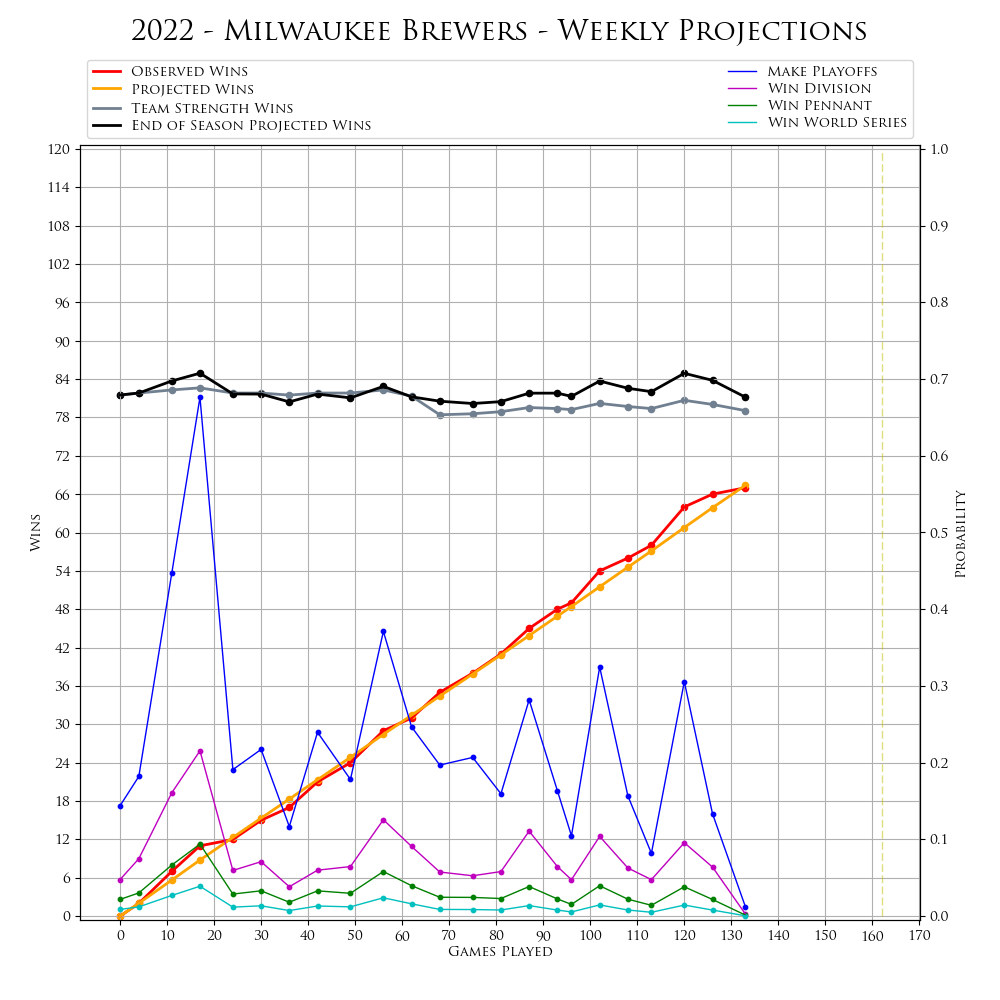 2022 - Milwaukee Brewers - Weekly Projections
Observed Wins
Projected Wins
Team Strength Wins
End of Season Projected Wins
Make Playoffs
Win Division
Win Pennant
Win World Series
120
114
108
102
96
90
84
78
72
66
60
54
48
42
36
30
24
18
12
6
0
Wins
1.0
0.9
0.8
0.7
0.6
0.5
0.4
0.3
0.2
0.1
0.0
Probability
0 10 20 30 40 50 60 70 80 90 100 110 120 130 140 150 160 170
Games Played